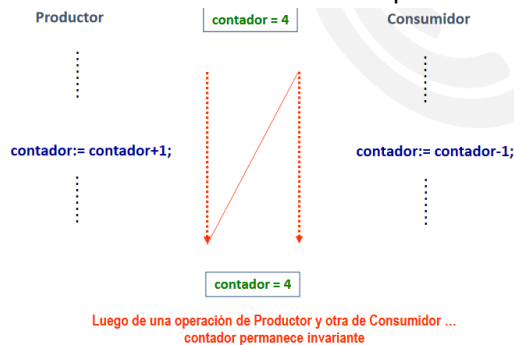 Productor
contador = 4
Consumidor
contador:= contador+1;
contador:= contador-1;
contador = 4
Luego de una operación de Productor y otra de Consumidor ...
contador permanece invariante